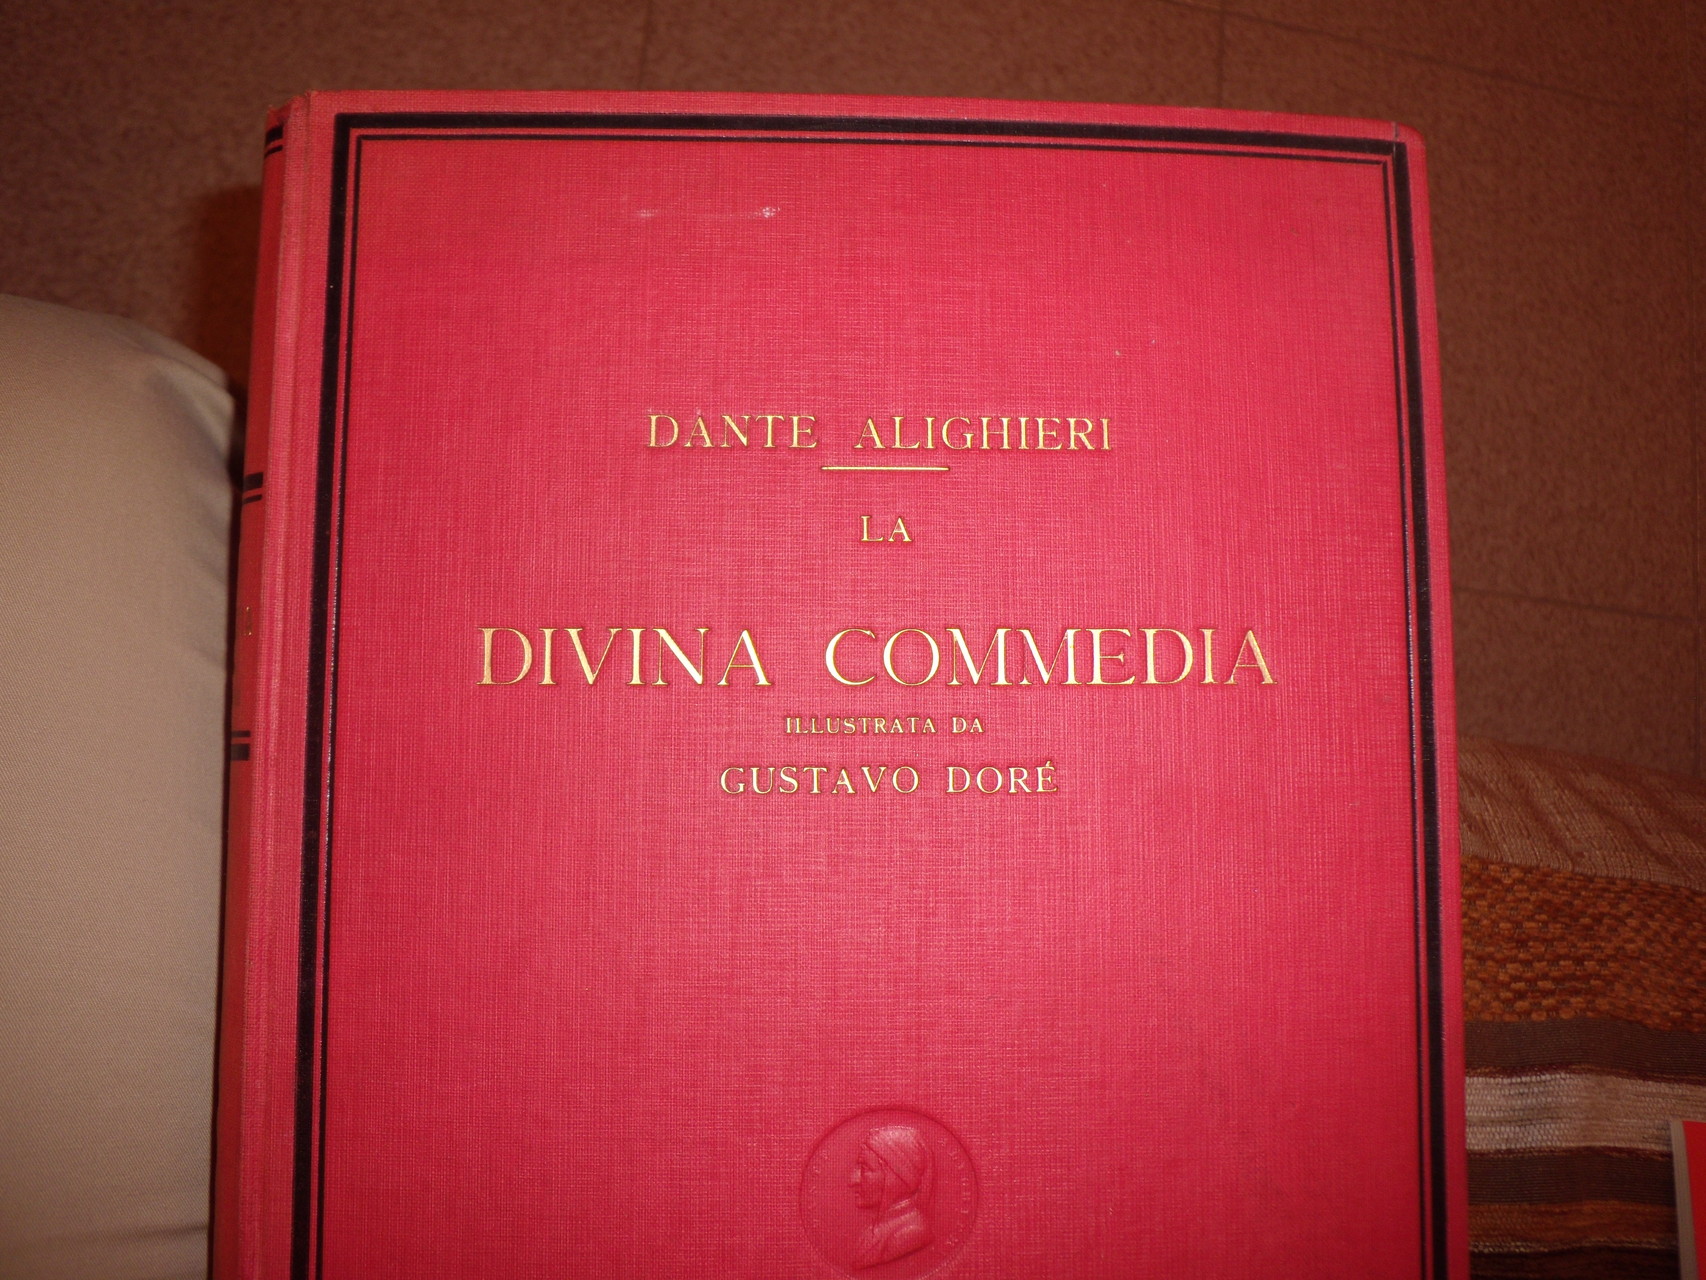 DANTE ALIGHIERI
LA
DIVINA COMMEDIA
ILLUSTRATA DA
GUSTAVO DORÉ